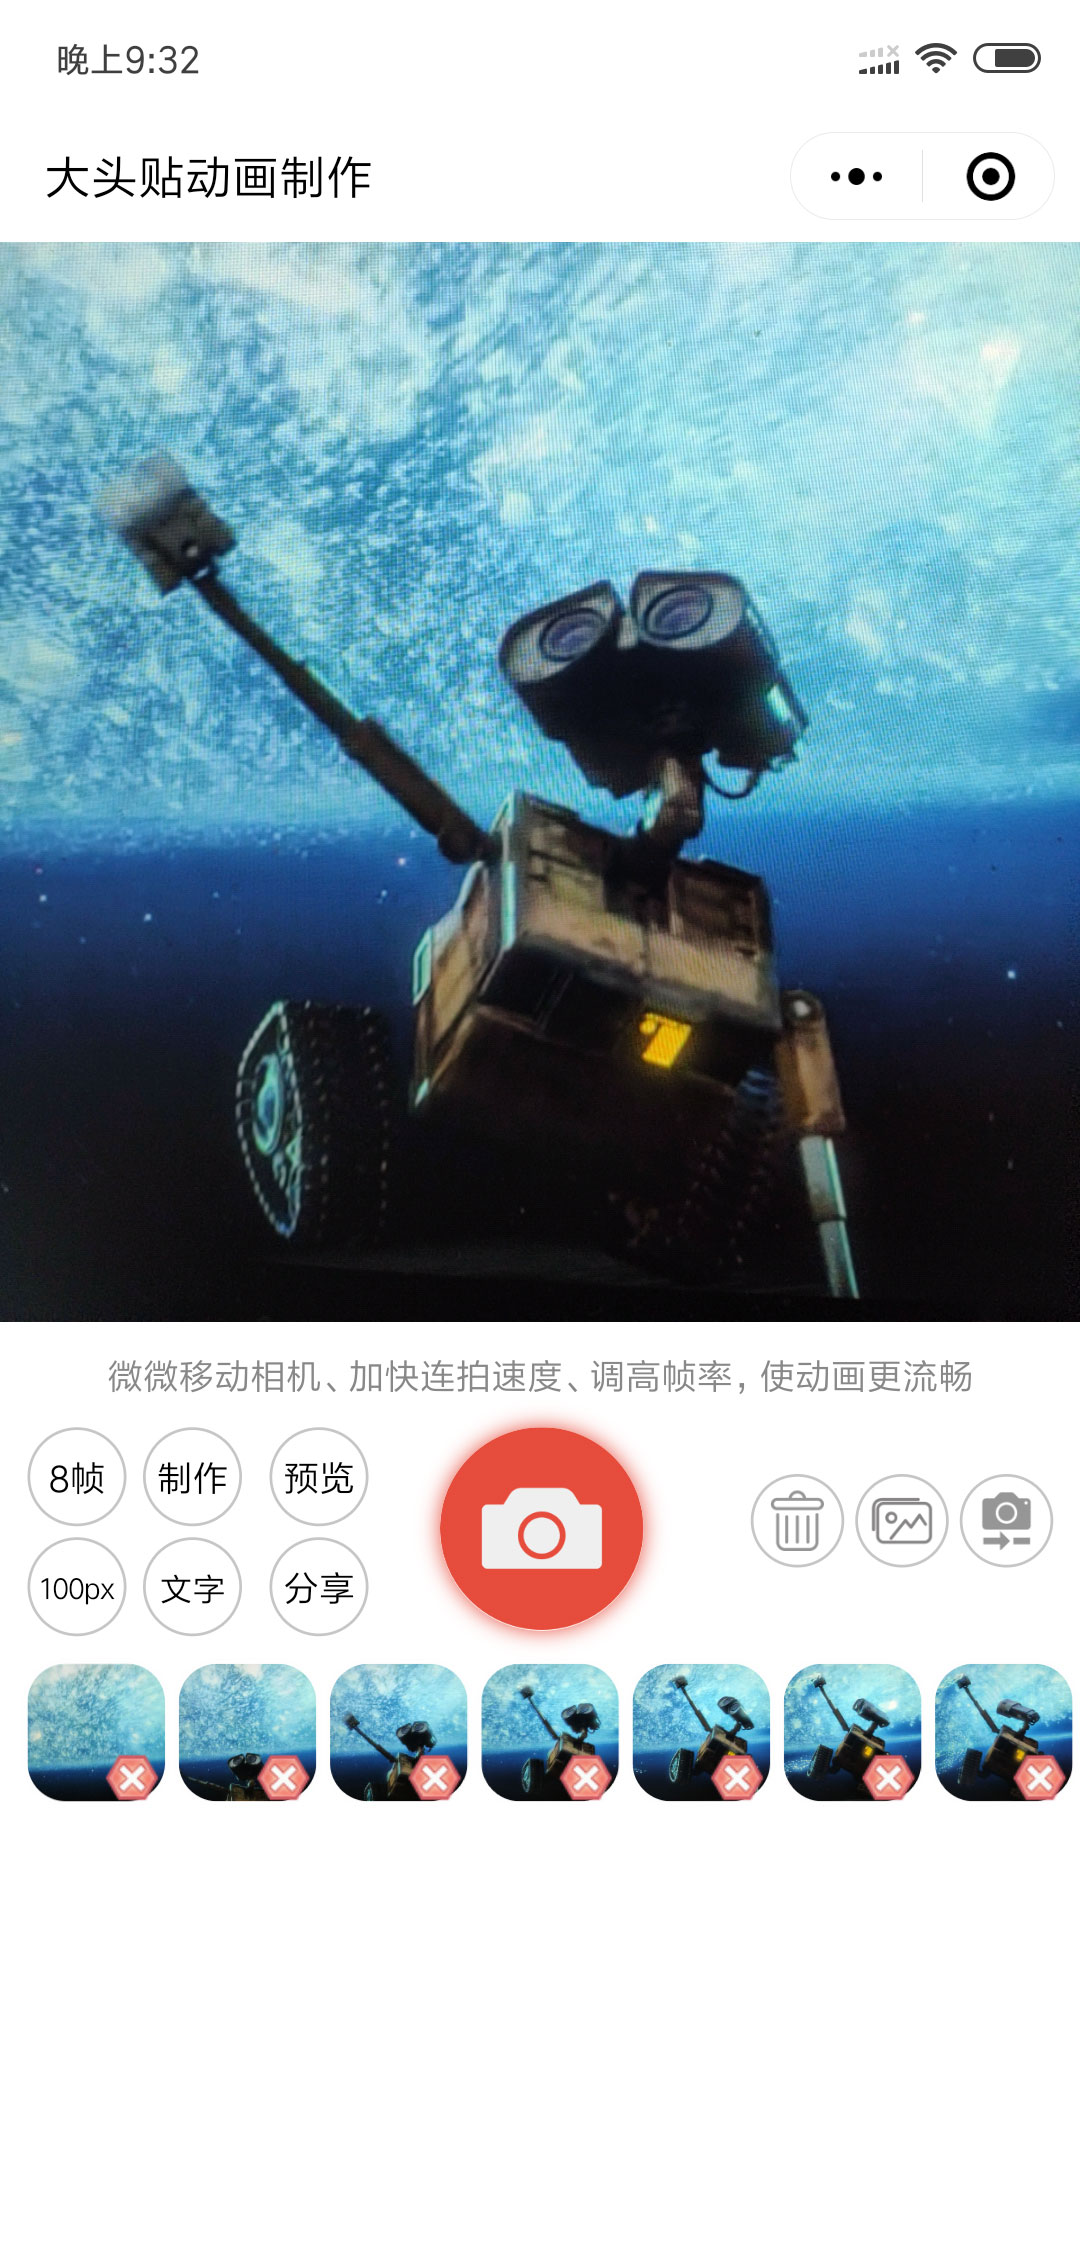 晚上9:32
大头贴动画制作
微微移动相机、加快连拍速度、调高帧率，使动画更流畅
8帧 制作 预览
100px 文字 分享